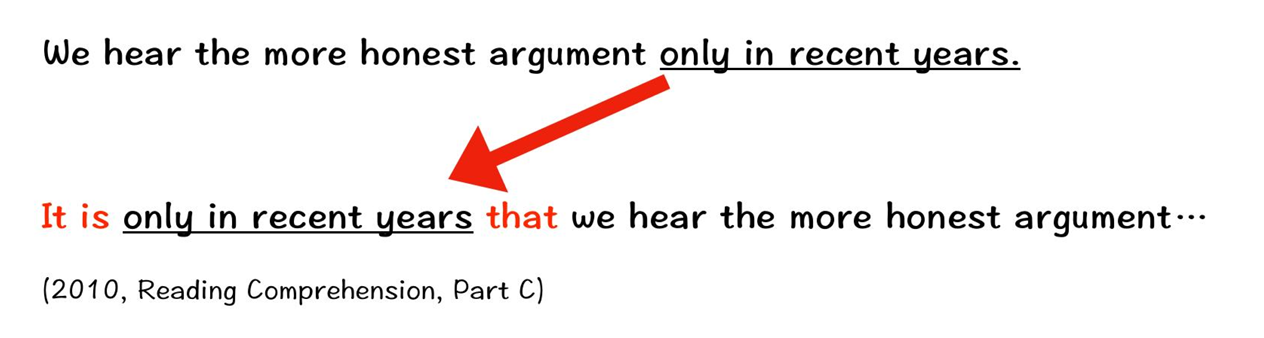 We hear the more honest argument only in recent years.
It is only in recent years that we hear the more honest argument…
(2010, Reading Comprehension, Part C)